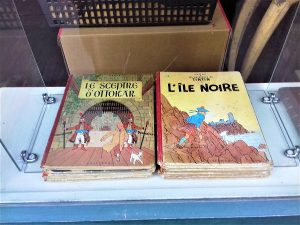 LE SCEPTRE
D'OTTOKAR
TINTIN
L'ÎLE NOIRE